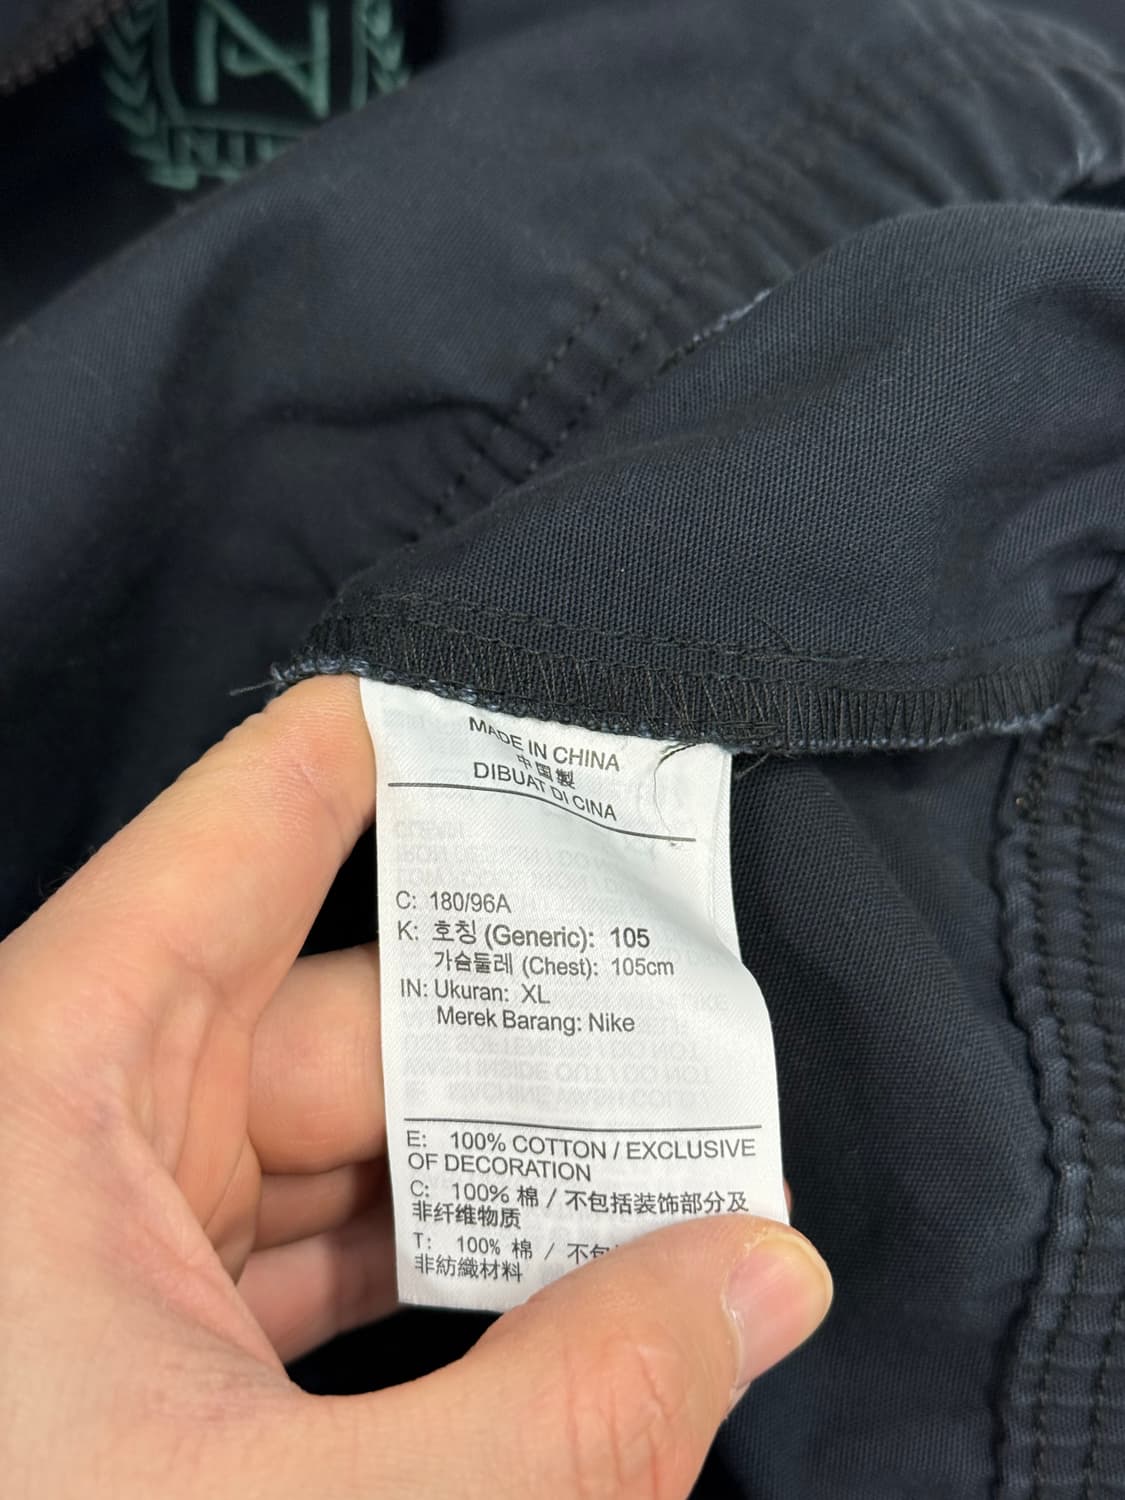 MADE IN CHINA
中国製
DIBUAT DI CINA
C: 180/96A
K: 호칭 (Generic): 105
가슴둘레 (Chest): 105cm
IN: Ukuran: XL
Merek Barang: Nike
E: 100% COTTON / EXCLUSIVE
OF DECORATION
C: 100% 棉 / 不包括装饰部分及
非纤维物质
T: 100% 棉 / 不包
非紡織材料